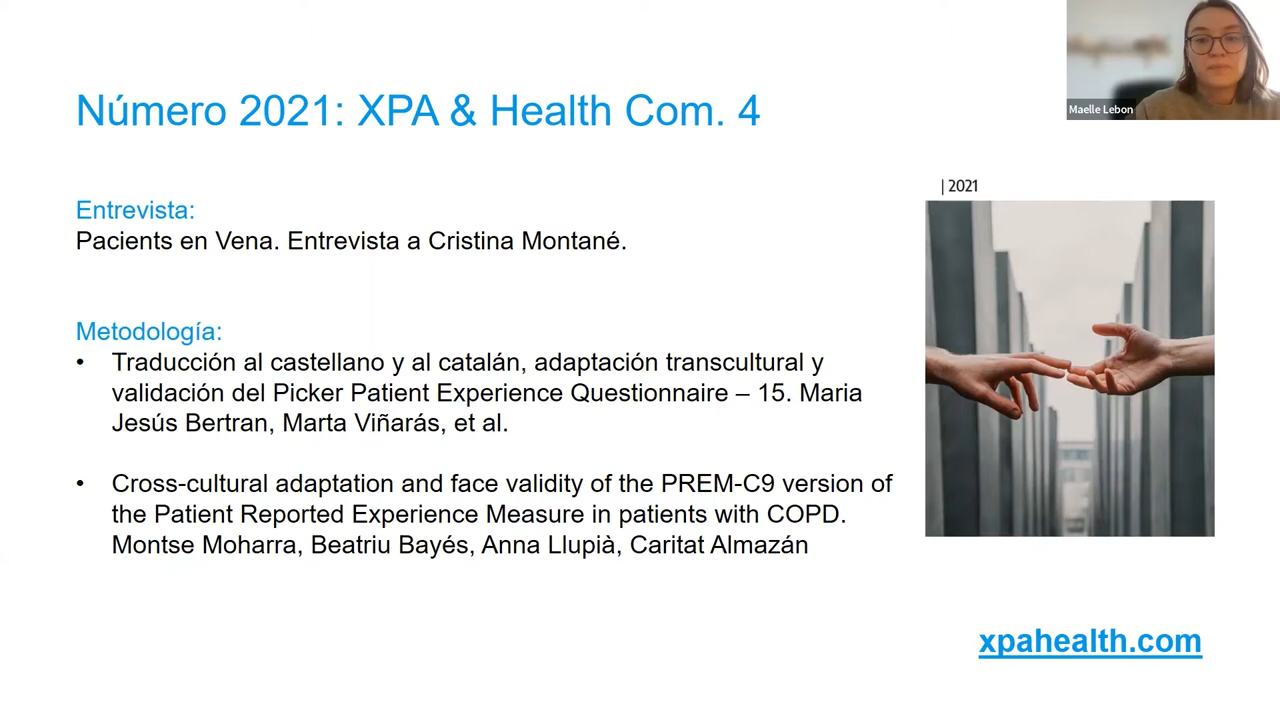 Número 2021: XPA & Health Com. 4
Maelle Lebon
| 2021
Entrevista:
Pacients en Vena. Entrevista a Cristina Montané.
Metodología:
• Traducción al castellano y al catalán, adaptación transcultural y
validación del Picker Patient Experience Questionnaire – 15. Maria
Jesús Bertran, Marta Viñarás, et al.
• Cross-cultural adaptation and face validity of the PREM-C9 version of
the Patient Reported Experience Measure in patients with COPD.
Montse Moharra, Beatriu Bayés, Anna Llupià, Caritat Almazán
xpahealth.com